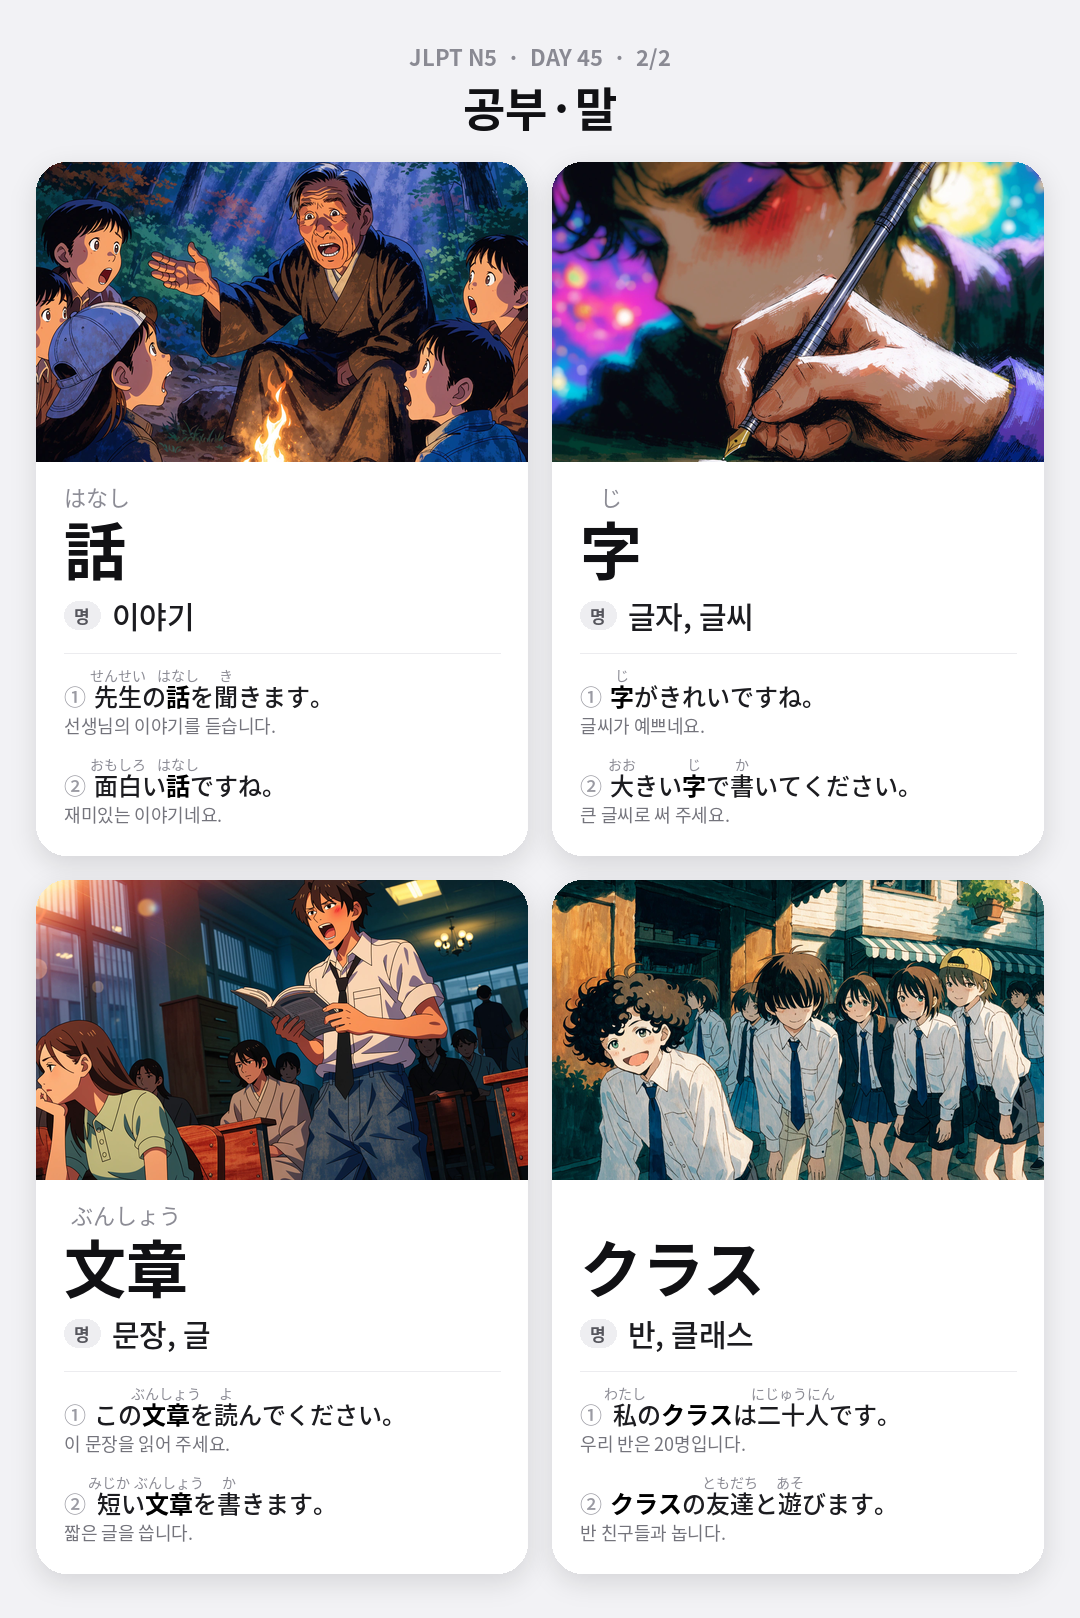 JLPT N5 · DAY 45 · 2/2
공부·말
はなし
話
명 이야기
せんせい はなし き
① 先生の話を聞きます。
선생님의 이야기를 듣습니다.
おもしろ はなし
② 面白い話ですね。
재미있는 이야기네요.
じ
字
명 글자, 글씨
じ
① 字がきれいですね。
글씨가 예쁘네요.
おお じ か
② 大きい字で書いてください。
큰 글씨로 써 주세요.
ぶんしょう
文章
명 문장, 글
ぶんしょう よ
① この文章を読んでください。
이 문장을 읽어 주세요.
みじか ぶんしょう か
② 短い文章を書きます。
짧은 글을 씁니다.
クラス
명 반, 클래스
わたし にじゅうにん
① 私のクラスは二十人です。
우리 반은 20명입니다.
ともだち あそ
② クラスの友達と遊びます。
반 친구들과 놉니다.